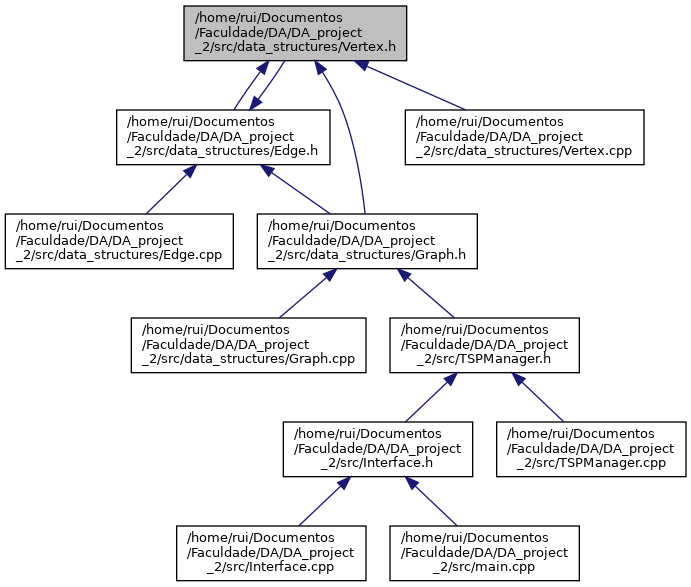 /home/rui/Documentos
/Faculdade/DA/DA_project
_2/src/data_structures/Vertex.h
/home/rui/Documentos
/Faculdade/DA/DA_project
_2/src/data_structures/Edge.h
/home/rui/Documentos
/Faculdade/DA/DA_project
_2/src/data_structures/Vertex.cpp
/home/rui/Documentos
/Faculdade/DA/DA_project
_2/src/data_structures/Edge.cpp
/home/rui/Documentos
/Faculdade/DA/DA_project
_2/src/data_structures/Graph.h
/home/rui/Documentos
/Faculdade/DA/DA_project
_2/src/data_structures/Graph.cpp
/home/rui/Documentos
/Faculdade/DA/DA_project
_2/src/TSPManager.h
/home/rui/Documentos
/Faculdade/DA/DA_project
_2/src/Interface.h
/home/rui/Documentos
/Faculdade/DA/DA_project
_2/src/TSPManager.cpp
/home/rui/Documentos
/Faculdade/DA/DA_project
_2/src/Interface.cpp
/home/rui/Documentos
/Faculdade/DA/DA_project
_2/src/main.cpp